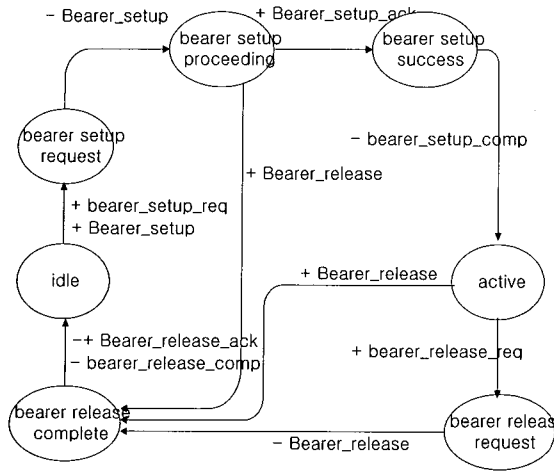 - Bearer_setup
+ Bearer_setup_ack
bearer setup
proceeding
bearer setup
success
bearer setup
request
- bearer_setup_comp
+ Bearer_release
+ bearer_setup_req
+ Bearer_setup
idle
+ Bearer_release
active
-+ Bearer_release_ack
- bearer_release_comp
+ bearer_release_req
bearer release
complete
- Bearer_release
bearer releas
request